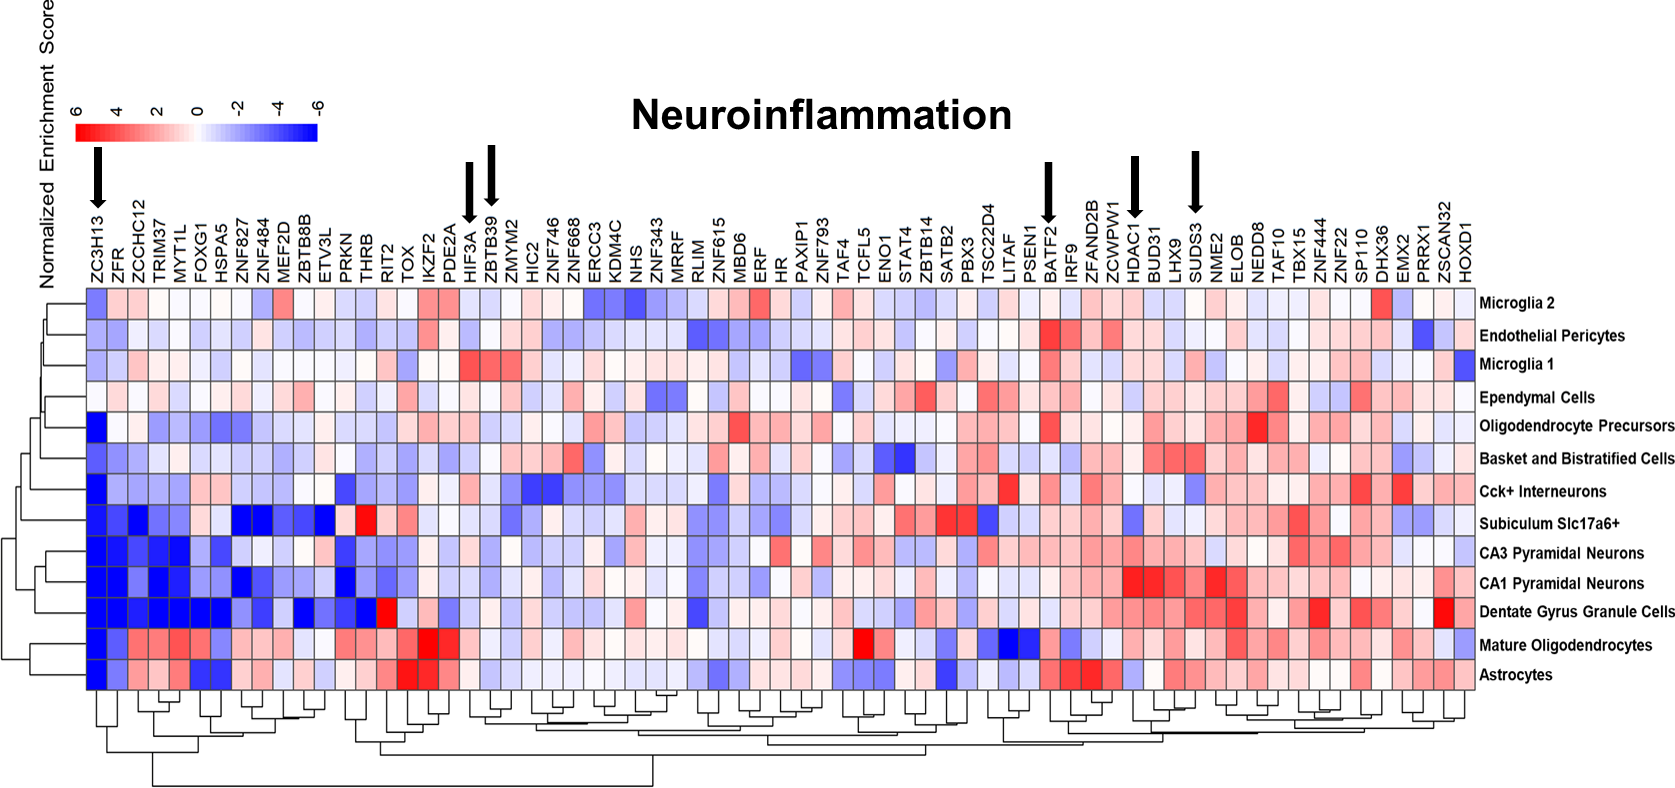 Neuroinflammation
Normalized Enrichment Score
6
4
2
0
-2
-4
-6
ZC3H13
ZFR
ZCCHC12
TRIM37
MYT1L
FOXG1
HSPA5
ZNF827
ZNF484
MEF2D
ZBTB8B
ETV3L
PRKN
THRB
RIT2
TOX
IKZF2
PDE2A
HIF3A
ZBTB39
ZMYM2
HIC2
ZNF746
ZNF668
ERCC3
KDM4C
NHS
ZNF343
MRRF
RLIM
ZNF615
MBD6
ERF
HR
PAXIP1
ZNF793
TAF4
TCFL5
ENO1
STAT4
ZBTB14
SATB2
PBX3
TSC22D4
LITAF
PSEN1
BATF2
IRF9
ZFAND2B
ZCWPW1
HDAC1
BUD31
LHX9
SUDS3
NME2
ELOB
NEDD8
TAF10
TBX15
ZNF444
ZNF22
SP110
DHX36
EMX2
PRRX1
ZSCAN32
HOXD1
Microglia 2
Endothelial Pericytes
Microglia 1
Ependymal Cells
Oligodendrocyte Precursors
Basket and Bistratified Cells
Cck+ Interneurons
Subiculum Slc17a6+
CA3 Pyramidal Neurons
CA1 Pyramidal Neurons
Dentate Gyrus Granule Cells
Mature Oligodendrocytes
Astrocytes